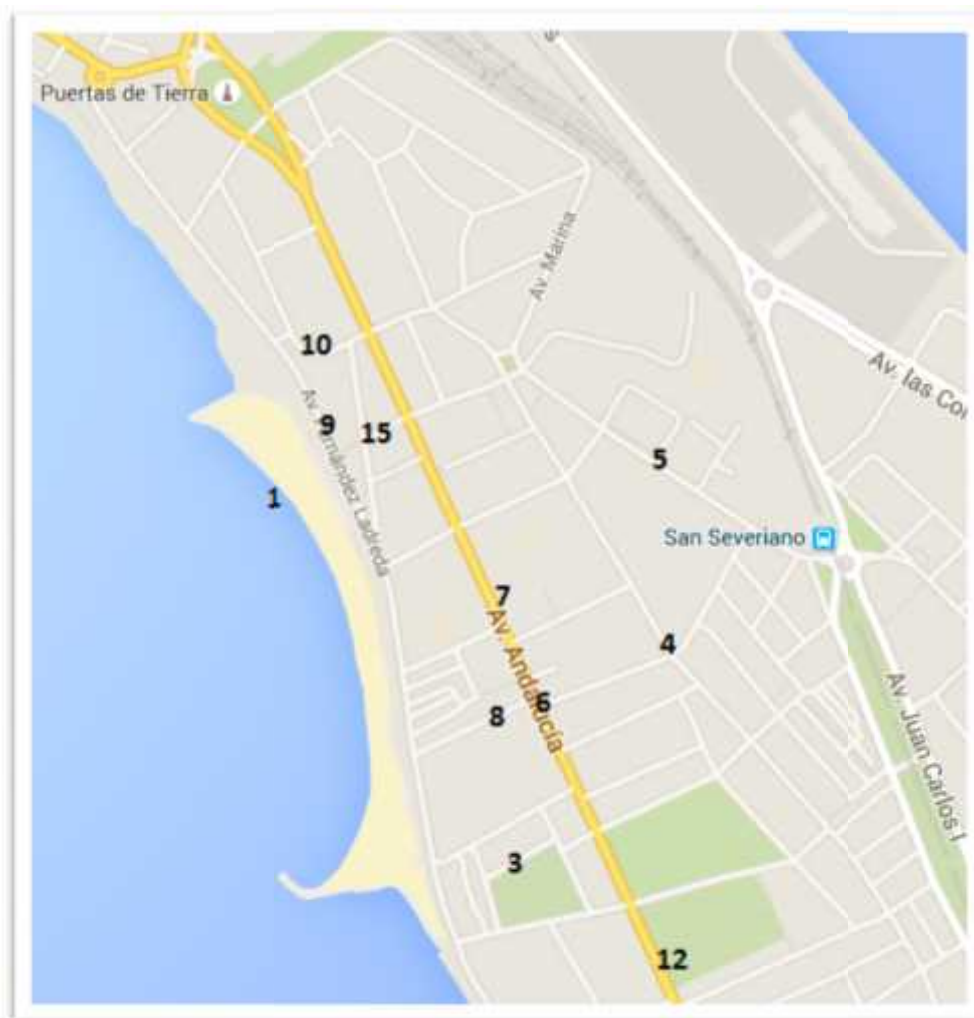 Puertas de Tierra
Av. Marina
10
Av. las Cor
9
15
Av. Fernández Ladreda
5
1
San Severiano
7
4
Av. Andalucía
6
8
Av. Juan Carlos I
3
12